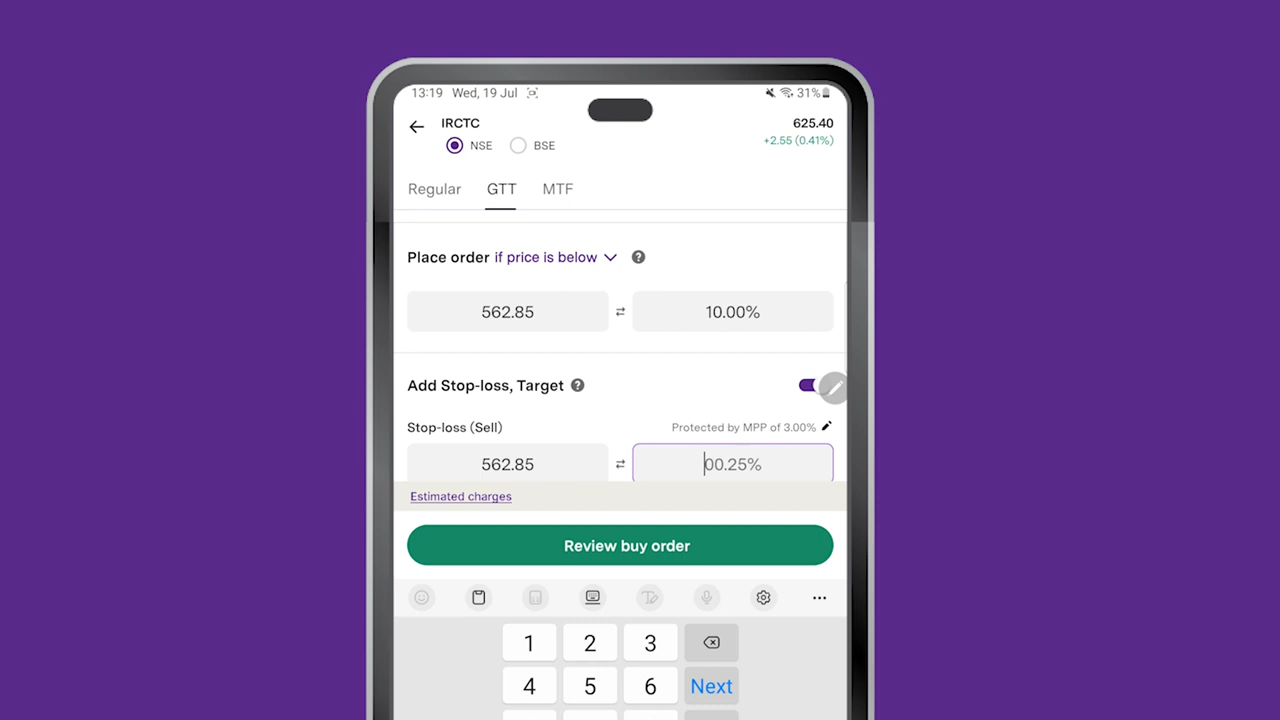 13:19 Wed, 19 Jul 31%
IRCTC 625.40
NSE BSE +2.55 (0.41%)
Regular GTT MTF
Place order if price is below ?
562.85 10.00%
Add Stop-loss, Target ?
Stop-loss (Sell) Protected by MPP of 3.00%
562.85 00.25%
Estimated charges
Review buy order
1 2 3
4 5 6 Next